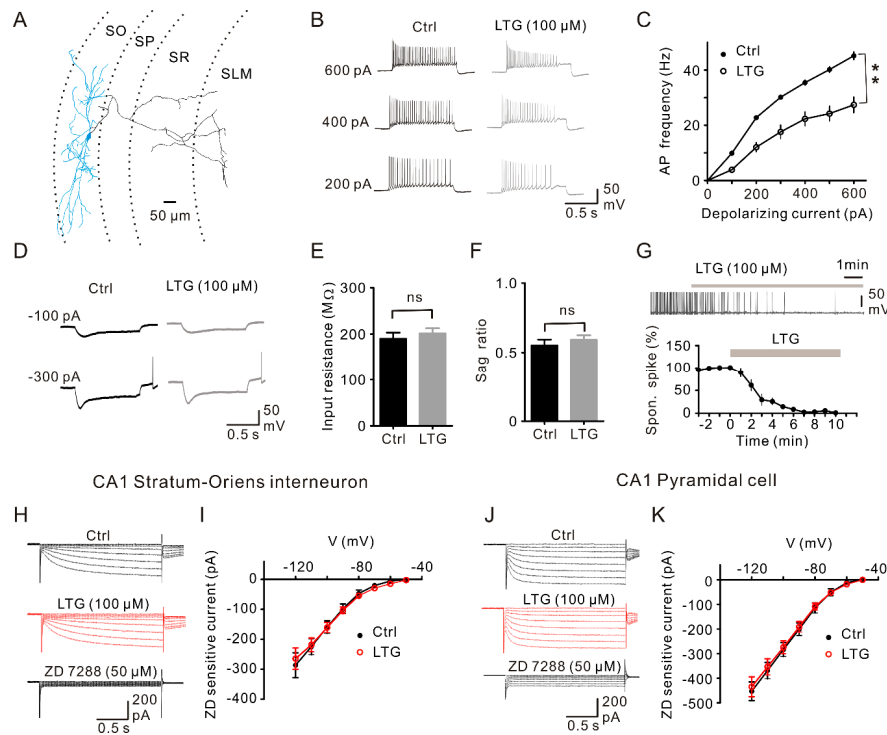 A
SO
SP
SR
SLM
50 µm
B
Ctrl
LTG (100 µM)
600 pA
400 pA
200 pA
50
mV
0.5 s
C
Ctrl
LTG
**
AP frequency (Hz)
40
20
0
0
200
400
600
Depolarizing current (pA)
D
Ctrl
LTG (100 µM)
-100 pA
-300 pA
50
mV
0.5 s
E
Input resistance (MΩ)
300
200
100
0
ns
Ctrl
LTG
F
Sag ratio
1.0
0.5
0
ns
Ctrl
LTG
G
LTG (100 µM)
1min
50
mV
Spon. spike (%)
150
100
50
0
LTG
-2 0 2 4 6 8 10
Time (min)
CA1 Stratum-Oriens interneuron
CA1 Pyramidal cell
H
Ctrl
LTG (100 µM)
ZD 7288 (50 µM)
200
pA
0.5 s
I
V (mV)
-120
-80
-40
0
-100
-200
-300
-400
ZD sensitive current (pA)
Ctrl
LTG
J
Ctrl
LTG (100 µM)
ZD 7288 (50 µM)
200
pA
0.5 s
K
V (mV)
-120
-80
-40
0
-100
-200
-300
-400
-500
ZD sensitive current (pA)
Ctrl
LTG